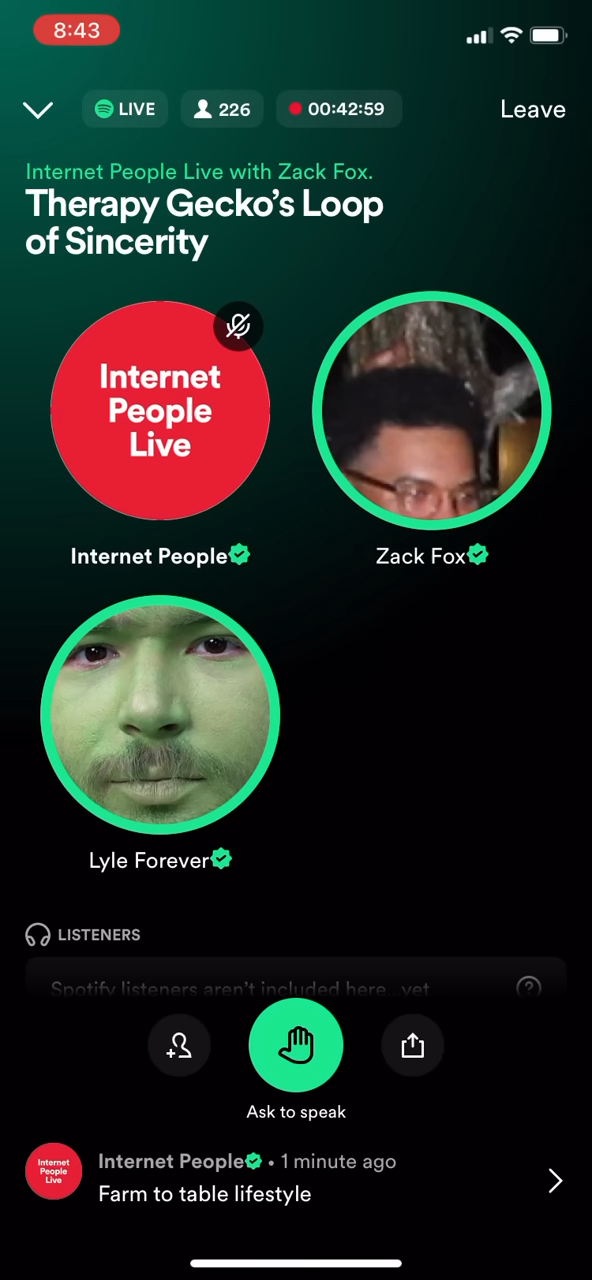 8:43
LIVE
226
00:42:59
Leave
Internet People Live with Zack Fox.
Therapy Gecko’s Loop
of Sincerity
Internet
People
Live
Internet People
Zack Fox
Lyle Forever
LISTENERS
Spotify listeners aren’t included here...yet
Ask to speak
Internet
People
Live
Internet People • 1 minute ago
Farm to table lifestyle